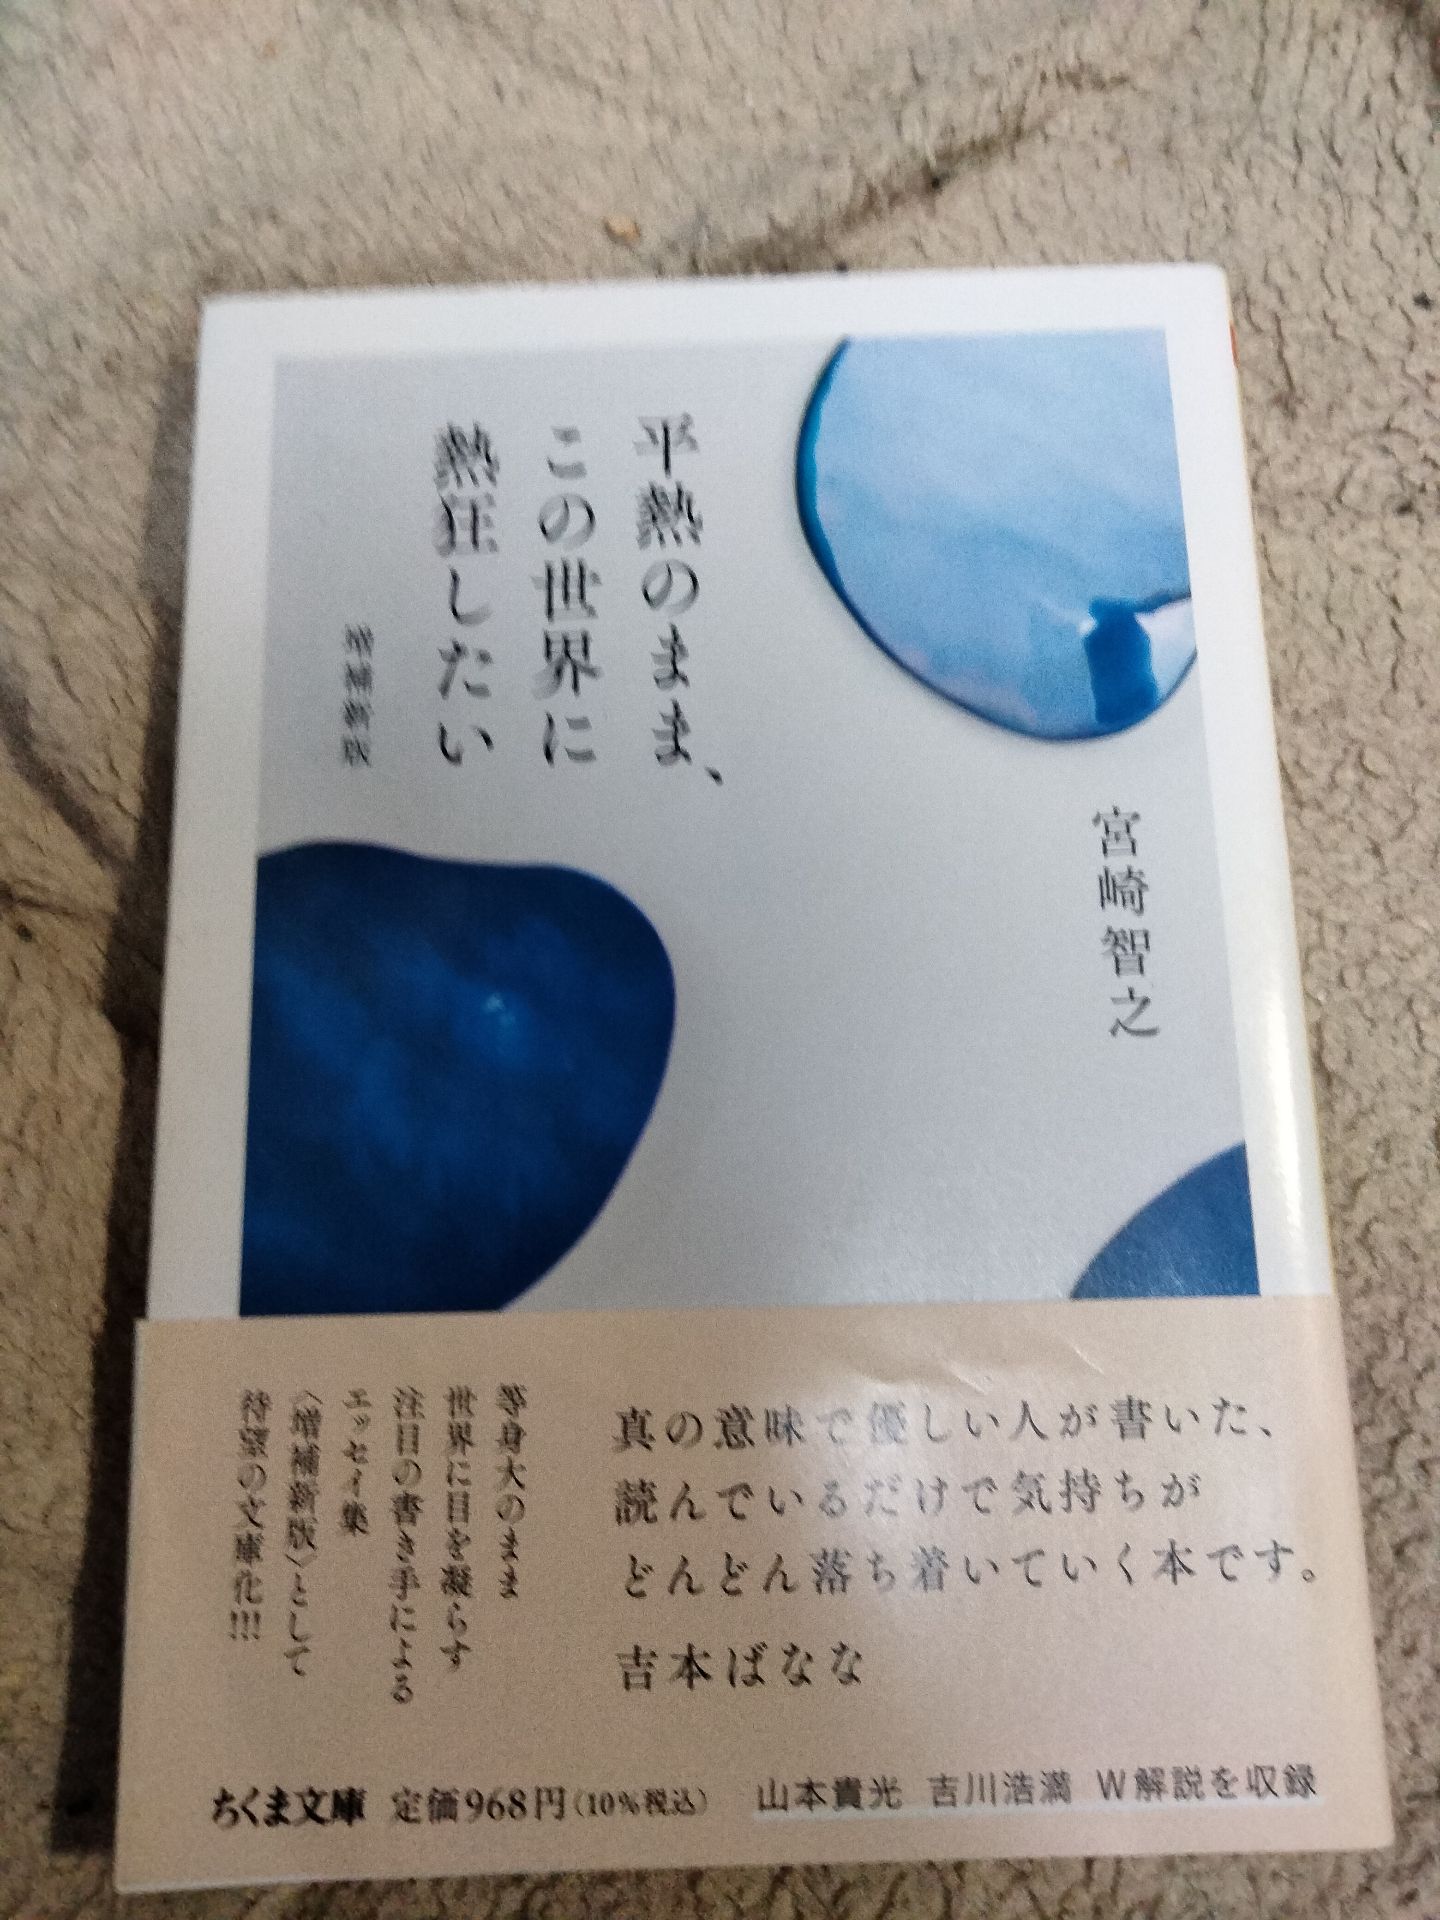 宮崎智之
平熱のまま、
この世界に
熱狂したい
増補新版
真の意味で優しい人が書いた、
読んでいるだけで気持ちが
どんどん落ち着いていく本です。
吉本ばなな
等身大のまま
世界に目を凝らす
注目の書き手による
エッセイ集
〈増補新版〉として
待望の文庫化!!!
ちくま文庫 定価968円(10%税込)
山本貴光 吉川浩満 W解説を収録